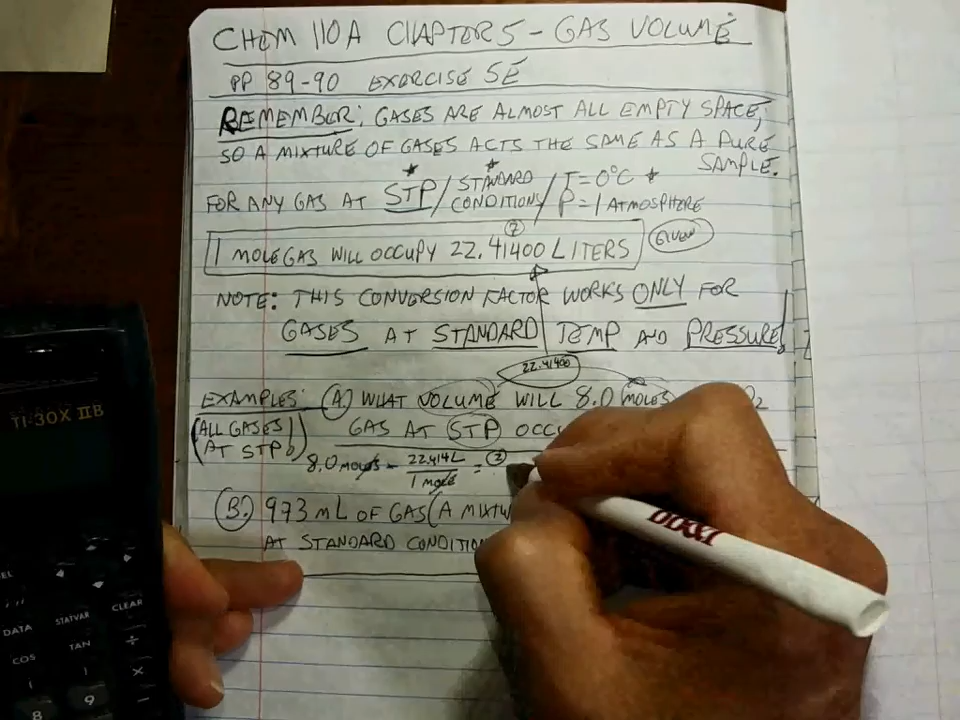 CHEM 110A CHAPTER 5 - GAS VOLUME
PP 89-90 EXERCISE 5E
REMEMBER: GASES ARE ALMOST ALL EMPTY SPACE,
SO A MIXTURE OF GASES ACTS THE SAME AS A PURE
SAMPLE.
FOR ANY GAS AT STP / STANDARD CONDITIONS / T = 0°C
P = 1 ATMOSPHERE
7
1 MOLE GAS WILL OCCUPY 22.41400 LITERS GIVEN
NOTE: THIS CONVERSION FACTOR WORKS ONLY FOR
GASES AT STANDARD TEMP AND PRESSURE!
22.41400
EXAMPLES: A. WHAT VOLUME WILL 8.0 MOLES
(ALL GASES AT STP!) GAS AT STP
8.0 MOLES - 22.414 L / 1 MOLE = 2
B. 973 mL OF GAS (A
AT STANDARD
TI-30X IIB
DATA STATVAR CLEAR
COS TAN ÷
×
8 9 -